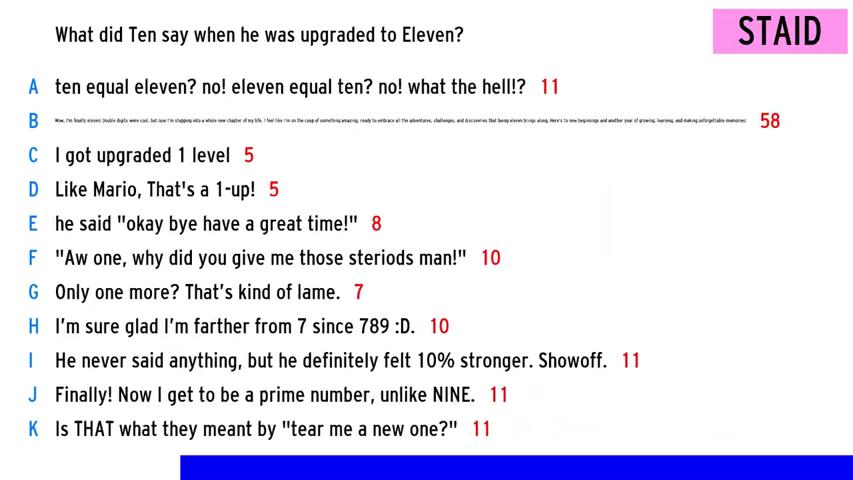 What did Ten say when he was upgraded to Eleven?
STAID
A ten equal eleven? no! eleven equal ten? no! what the hell!? 11
B Wow, I'm finally eleven! Double digits were cool, but now I'm stepping into a whole new chapter of my life. I feel like I'm on the cusp of something amazing, ready to embrace all the adventures, challenges, and discoveries that being eleven brings along. Here's to new beginnings and another year of growing, learning, and making unforgettable memories! 58
C I got upgraded 1 level 5
D Like Mario, That's a 1-up! 5
E he said "okay bye have a great time!" 8
F "Aw one, why did you give me those steriods man!" 10
G Only one more? That's kind of lame. 7
H I'm sure glad I'm farther from 7 since 789 :D. 10
I He never said anything, but he definitely felt 10% stronger. Showoff. 11
J Finally! Now I get to be a prime number, unlike NINE. 11
K Is THAT what they meant by "tear me a new one?" 11